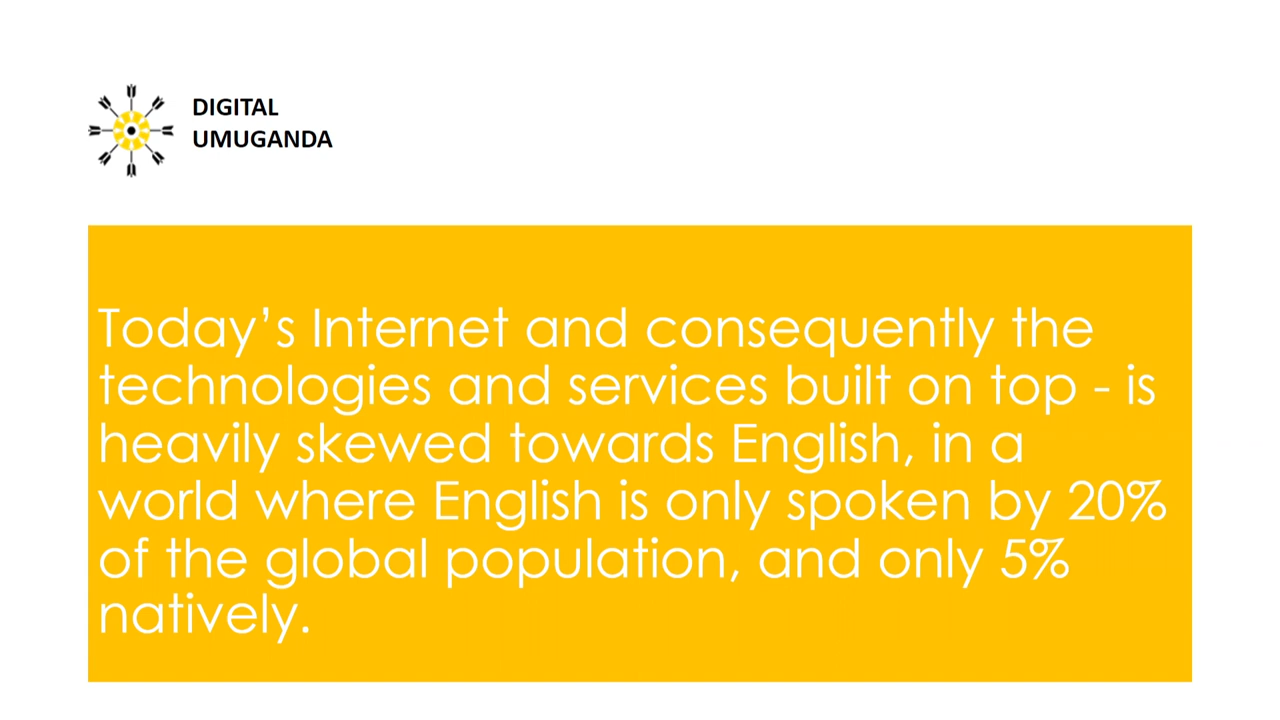 DIGITAL
UMUGANDA
Today’s Internet and consequently the
technologies and services built on top - is
heavily skewed towards English, in a
world where English is only spoken by 20%
of the global population, and only 5%
natively.